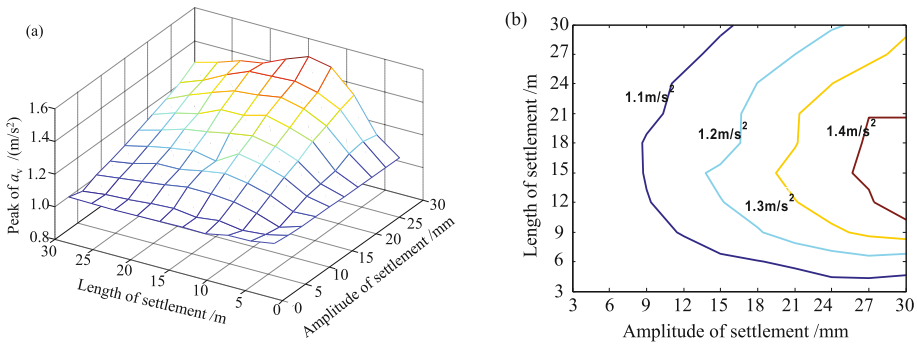 (a)
Peak of aᵥ /(m/s²)
1.6
1.4
1.2
1.0
0.8
30
25
20
15
10
5
0
Length of settlement /m
0
5
10
15
20
25
30
Amplitude of settlement /mm
(b)
Length of settlement /m
30
27
24
21
18
15
12
9
6
3
1.1m/s²
1.2m/s²
1.4m/s²
1.3m/s²
3 6 9 12 15 18 21 24 27 30
Amplitude of settlement /mm